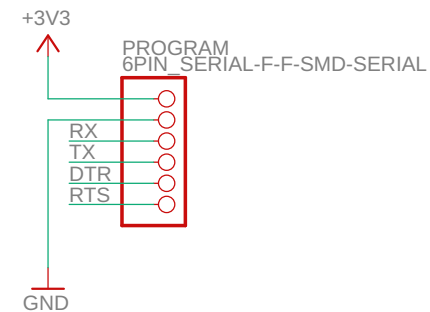 +3V3
PROGRAM
6PIN_SERIAL-F-F-SMD-SERIAL
RX
TX
DTR
RTS
GND